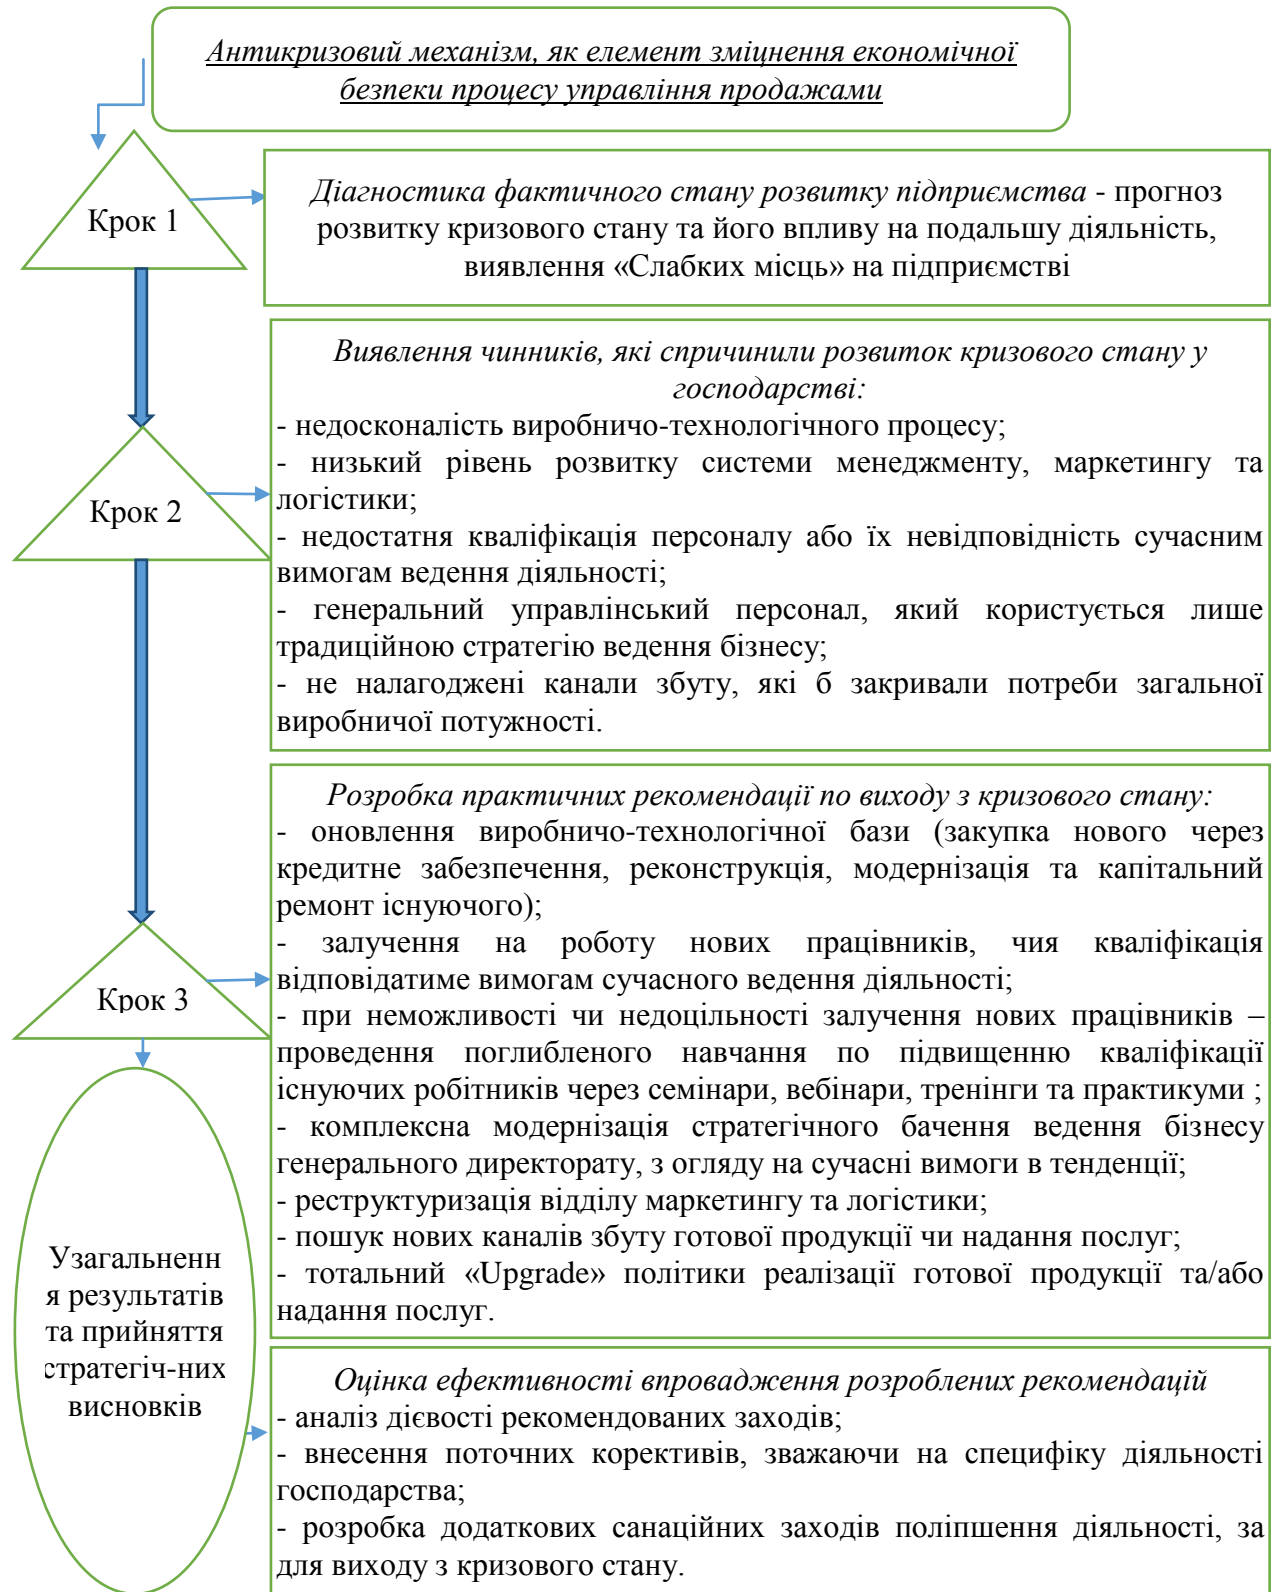 Антикризовий механізм, як елемент зміцнення економічної
безпеки процесу управління продажами
Крок 1
Діагностика фактичного стану розвитку підприємства - прогноз
розвитку кризового стану та його впливу на подальшу діяльність,
виявлення «Слабких місць» на підприємстві
Крок 2
Виявлення чинників, які спричинили розвиток кризового стану у
господарстві:
- недосконалість виробничо-технологічного процесу;
- низький рівень розвитку системи менеджменту, маркетингу та
логістики;
- недостатня кваліфікація персоналу або їх невідповідність сучасним
вимогам ведення діяльності;
- генеральний управлінський персонал, який користується лише
традиційною стратегію ведення бізнесу;
- не налагоджені канали збуту, які б закривали потреби загальної
виробничої потужності.
Крок 3
Розробка практичних рекомендації по виходу з кризового стану:
- оновлення виробничо-технологічної бази (закупка нового через
кредитне забезпечення, реконструкція, модернізація та капітальний
ремонт існуючого);
- залучення на роботу нових працівників, чия кваліфікація
відповідатиме вимогам сучасного ведення діяльності;
- при неможливості чи недоцільності залучення нових працівників –
проведення поглибленого навчання по підвищенню кваліфікації
існуючих робітників через семінари, вебінари, тренінги та практикуми ;
- комплексна модернізація стратегічного бачення ведення бізнесу
генерального директорату, з огляду на сучасні вимоги в тенденції;
- реструктуризація відділу маркетингу та логістики;
- пошук нових каналів збуту готової продукції чи надання послуг;
- тотальний «Upgrade» політики реалізації готової продукції та/або
надання послуг.
Узагальненн
я результатів
та прийняття
стратегіч-них
висновків
Оцінка ефективності впровадження розроблених рекомендацій
- аналіз дієвості рекомендованих заходів;
- внесення поточних корективів, зважаючи на специфіку діяльності
господарства;
- розробка додаткових санаційних заходів поліпшення діяльності, за
для виходу з кризового стану.